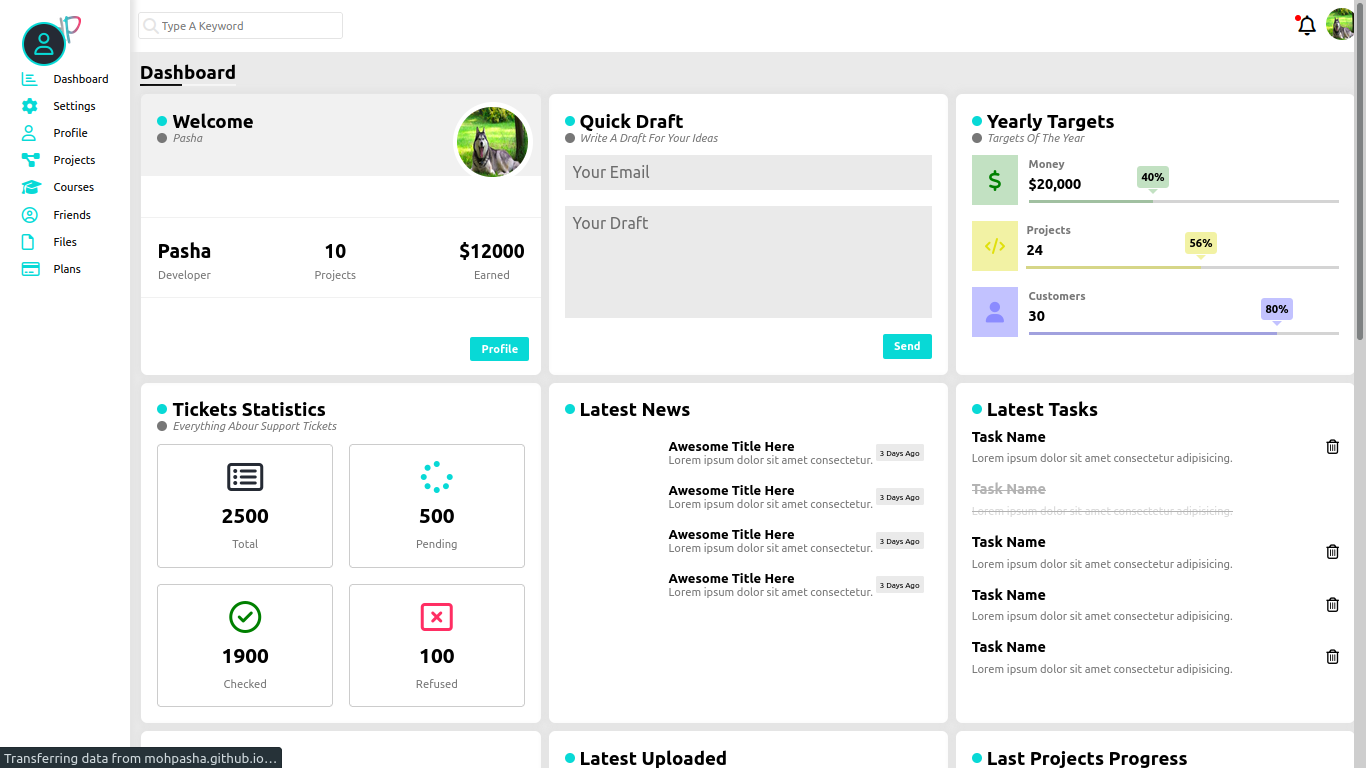 Type A Keyword
Dashboard
Settings
Profile
Projects
Courses
Friends
Files
Plans
Dashboard
Welcome
Pasha
Pasha
Developer
10
Projects
$12000
Earned
Profile
Quick Draft
Write A Draft For Your Ideas
Your Email
Your Draft
Send
Yearly Targets
Targets Of The Year
Money
$20,000
40%
Projects
24
56%
Customers
30
80%
Tickets Statistics
Everything Abour Support Tickets
2500
Total
500
Pending
1900
Checked
100
Refused
Latest News
Awesome Title Here
Lorem ipsum dolor sit amet consectetur.
3 Days Ago
Awesome Title Here
Lorem ipsum dolor sit amet consectetur.
3 Days Ago
Awesome Title Here
Lorem ipsum dolor sit amet consectetur.
3 Days Ago
Awesome Title Here
Lorem ipsum dolor sit amet consectetur.
3 Days Ago
Latest Tasks
Task Name
Lorem ipsum dolor sit amet consectetur adipisicing.
Task Name
Lorem ipsum dolor sit amet consectetur adipisicing.
Task Name
Lorem ipsum dolor sit amet consectetur adipisicing.
Task Name
Lorem ipsum dolor sit amet consectetur adipisicing.
Task Name
Lorem ipsum dolor sit amet consectetur adipisicing.
Latest Uploaded
Last Projects Progress
Transferring data from mohpasha.github.io…